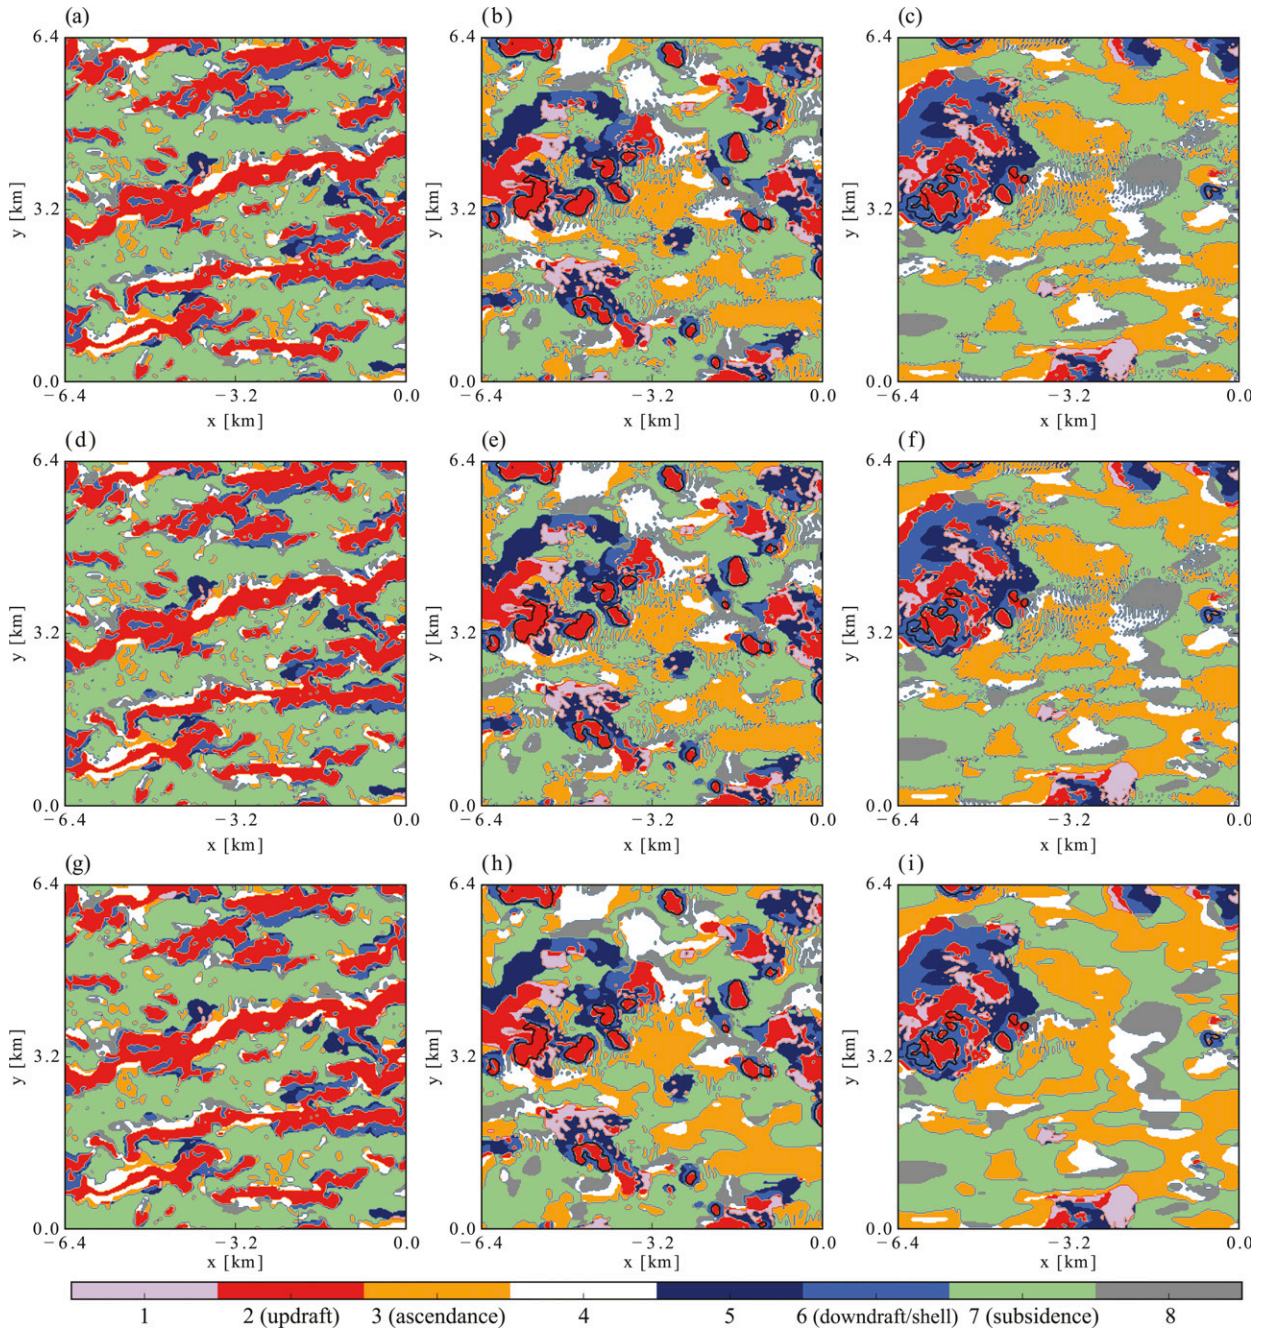 (a) (b) (c)
6.4 6.4 6.4
y [km] y [km] y [km]
3.2 3.2 3.2
0.0 0.0 0.0
−6.4 −3.2 0.0 −6.4 −3.2 0.0 −6.4 −3.2 0.0
x [km] x [km] x [km]
(d) (e) (f)
6.4 6.4 6.4
y [km] y [km] y [km]
3.2 3.2 3.2
0.0 0.0 0.0
−6.4 −3.2 0.0 −6.4 −3.2 0.0 −6.4 −3.2 0.0
x [km] x [km] x [km]
(g) (h) (i)
6.4 6.4 6.4
y [km] y [km] y [km]
3.2 3.2 3.2
0.0 0.0 0.0
−6.4 −3.2 0.0 −6.4 −3.2 0.0 −6.4 −3.2 0.0
x [km] x [km] x [km]
1 2 (updraft) 3 (ascendance) 4 5 6 (downdraft/shell) 7 (subsidence) 8